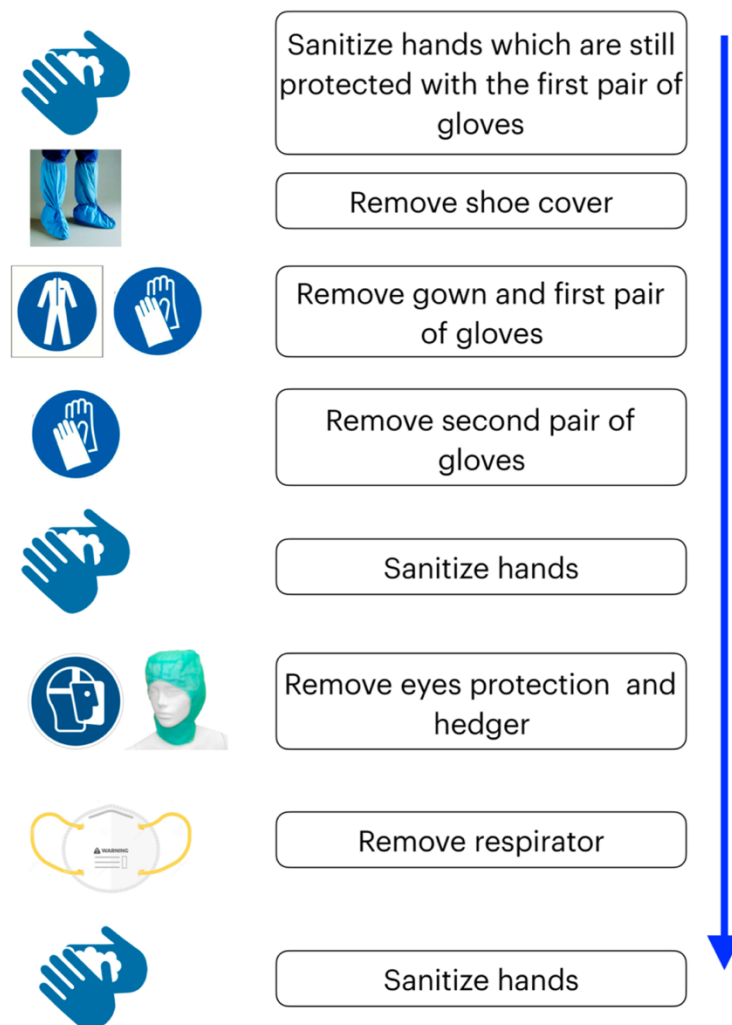 Sanitize hands which are still
protected with the first pair of
gloves
Remove shoe cover
Remove gown and first pair
of gloves
Remove second pair of
gloves
Sanitize hands
Remove eyes protection and
hedger
WARNING
Remove respirator
Sanitize hands